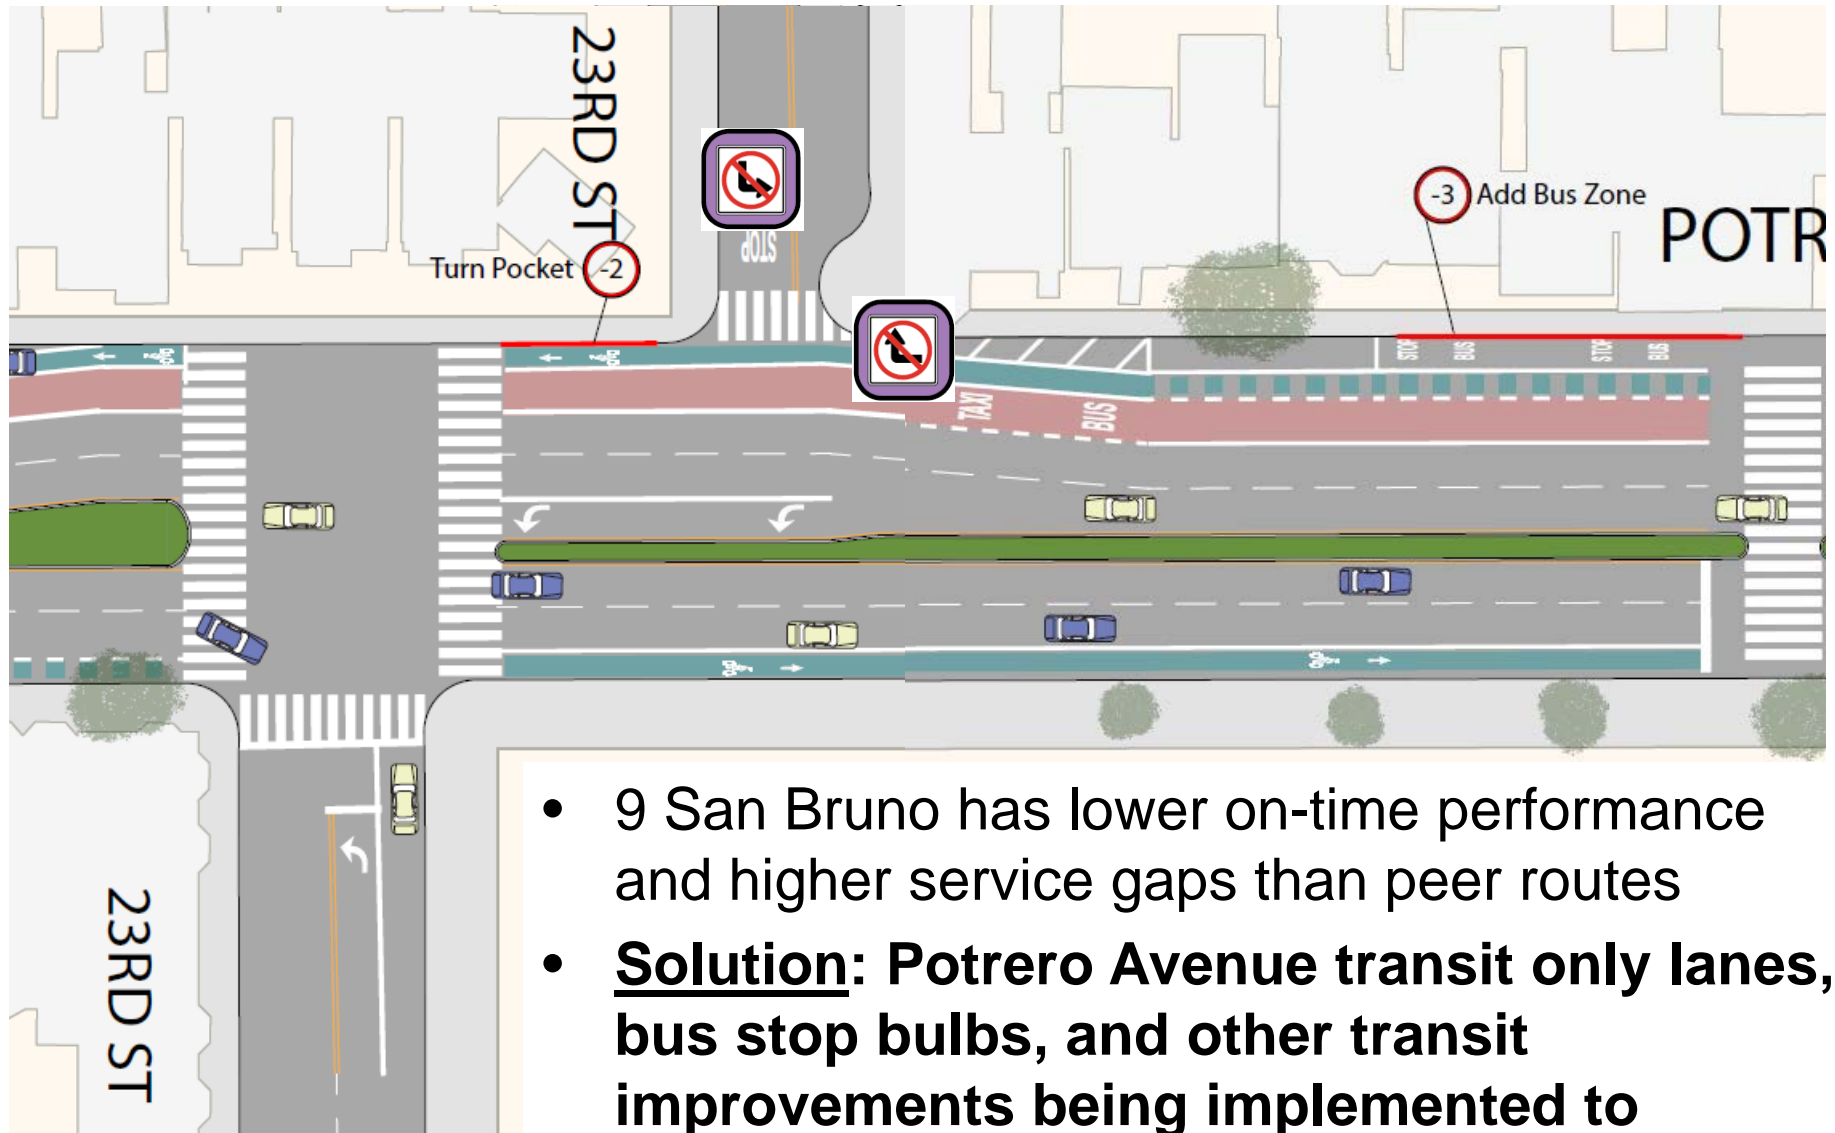 23RD ST
Turn Pocket -2
STOP
-3 Add Bus Zone
POTR
STOP
BUS
STOP
BUS
TAXI
BUS
23RD ST
• 9 San Bruno has lower on-time performance
and higher service gaps than peer routes
• Solution: Potrero Avenue transit only lanes,
bus stop bulbs, and other transit
improvements being implemented to